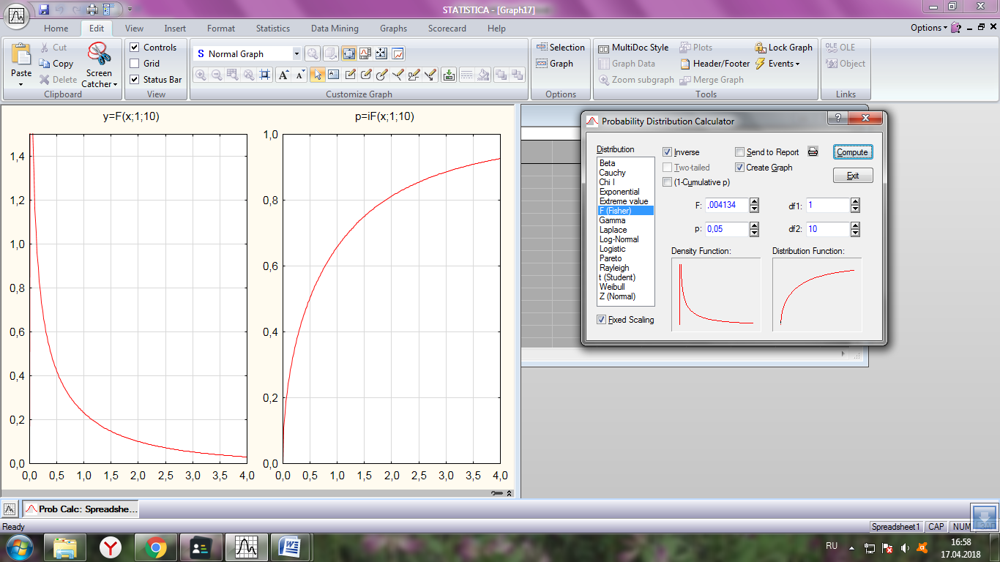 STATISTICA - [Graph17]
Home Edit View Insert Format Statistics Data Mining Graphs Scorecard Help Options
Paste Cut Copy Delete Screen Catcher
Clipboard
Controls
Grid
Status Bar
View
S Normal Graph
A A
Customize Graph
Selection
Graph
Options
MultiDoc Style Plots Lock Graph
Graph Data Header/Footer Events
Zoom subgraph Merge Graph
Tools
OLE OLE
Object
Links
y=F(x;1;10)
1,4
1,2
1,0
0,8
0,6
0,4
0,2
0,0
0,0 0,5 1,0 1,5 2,0 2,5 3,0 3,5 4,0
p=iF(x;1;10)
1,0
0,8
0,6
0,4
0,2
0,0
0,0 0,5 1,0 1,5 2,0 2,5 3,0 3,5 4,0
Probability Distribution Calculator
?
Distribution
Beta
Cauchy
Chi I
Exponential
Extreme value
F (Fisher)
Gamma
Laplace
Log-Normal
Logistic
Pareto
Rayleigh
t (Student)
Weibull
Z (Normal)
Fixed Scaling
Inverse Send to Report Compute
Two-tailed Create Graph
(1-Cumulative p) Exit
F: ,004134 df1: 1
p: 0,05 df2: 10
Density Function: Distribution Function:
Prob Calc: Spreadshe...
Ready Spreadsheet1 CAP NUM
RU 16:58
17.04.2018